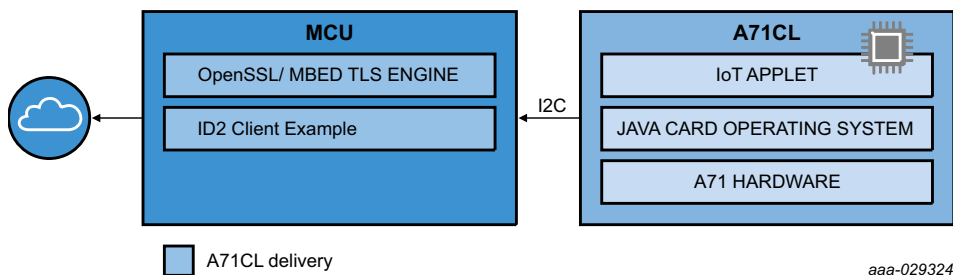 MCU
OpenSSL/ MBED TLS ENGINE
ID2 Client Example
I2C
A71CL
IoT APPLET
JAVA CARD OPERATING SYSTEM
A71 HARDWARE
A71CL delivery
aaa-029324